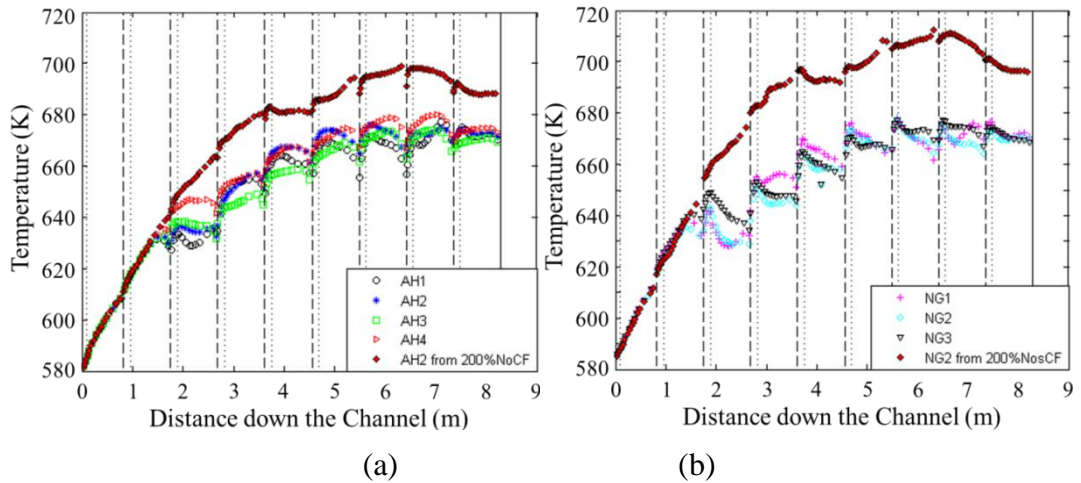 Temperature (K)
720
700
680
660
640
620
600
580
0 1 2 3 4 5 6 7 8 9
Distance down the Channel (m)
AH1
AH2
AH3
AH4
AH2 from 200%NoCF
(a)
Temperature (K)
720
700
680
660
640
620
600
580
0 1 2 3 4 5 6 7 8 9
Distance down the Channel (m)
NG1
NG2
NG3
NG2 from 200%NosCF
(b)